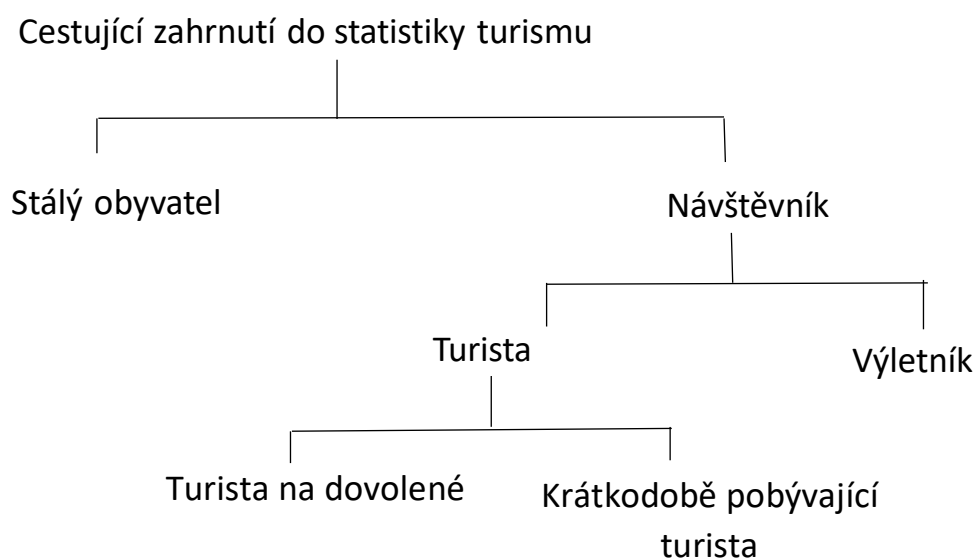 Cestující zahrnutí do statistiky turismu
Stálý obyvatel
Návštěvník
Turista
Výletník
Turista na dovolené
Krátkodobě pobývající
turista